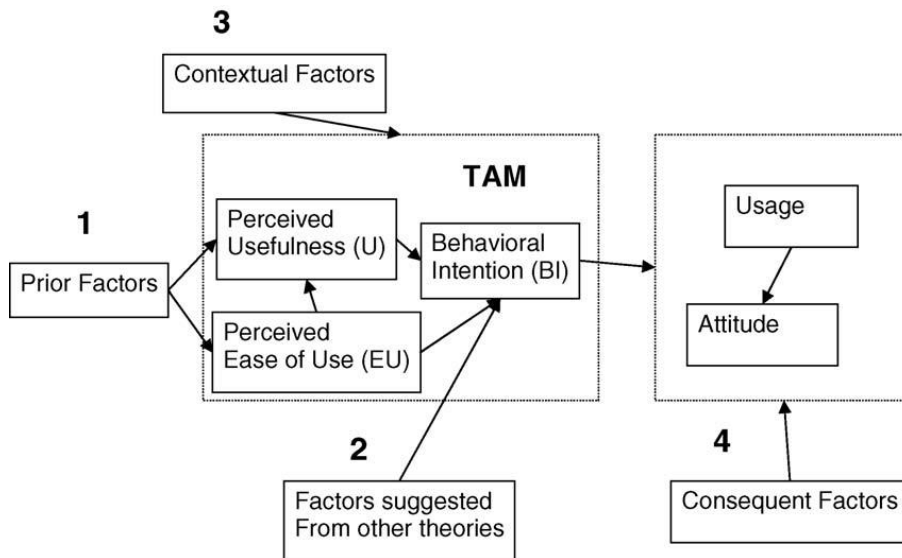 3
Contextual Factors
TAM
1
Perceived
Usefulness (U)
Behavioral
Intention (BI)
Usage
Prior Factors
Perceived
Ease of Use (EU)
Attitude
2
4
Factors suggested
From other theories
Consequent Factors